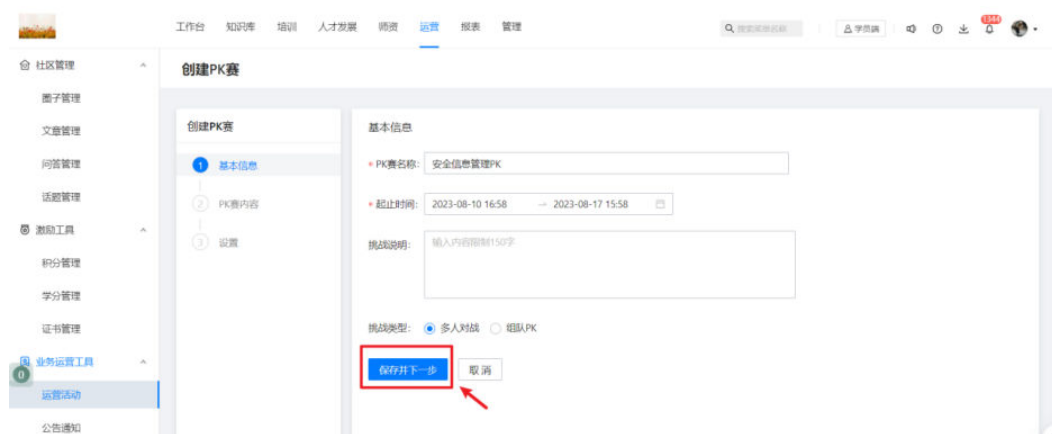 工作台 知识库 培训 人才发展 师资 运营 报表 管理 学员端 1344
社区管理
圈子管理
文章管理
问答管理
话题管理
激励工具
积分管理
学分管理
证书管理
业务运营工具
0
运营活动
公告通知
创建PK赛
创建PK赛
1 基本信息
2 PK赛内容
3 设置
基本信息
* PK赛名称: 安全信息管理PK
* 起止时间: 2023-08-10 16:58 → 2023-08-17 15:58
挑战说明: 输入内容限制150字
挑战类型: 多人对战 组队PK
保存并下一步 取消